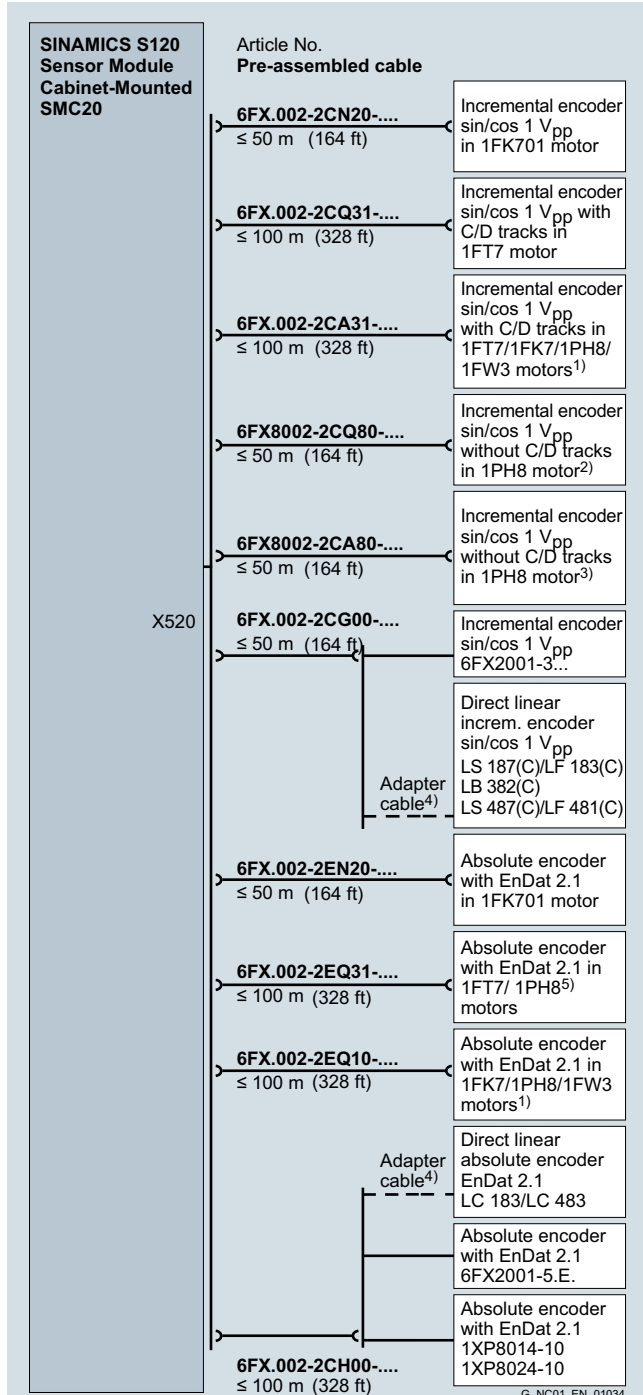 SINAMICS S120
Sensor Module
Cabinet-Mounted
SMC20
Article No.
Pre-assembled cable
6FX.002-2CN20-....
≤ 50 m (164 ft)
Incremental encoder
sin/cos 1 Vpp
in 1FK701 motor
6FX.002-2CQ31-....
≤ 100 m (328 ft)
Incremental encoder
sin/cos 1 Vpp with
C/D tracks in
1FT7 motor
6FX.002-2CA31-....
≤ 100 m (328 ft)
Incremental encoder
sin/cos 1 Vpp
with C/D tracks in
1FT7/1FK7/1PH8/
1FW3 motors1)
6FX8002-2CQ80-....
≤ 50 m (164 ft)
Incremental encoder
sin/cos 1 Vpp
without C/D tracks
in 1PH8 motor2)
6FX8002-2CA80-....
≤ 50 m (164 ft)
Incremental encoder
sin/cos 1 Vpp
without C/D tracks
in 1PH8 motor3)
X520
6FX.002-2CG00-....
≤ 50 m (164 ft)
Incremental encoder
sin/cos 1 Vpp
6FX2001-3...
Adapter
cable4)
Direct linear
increm. encoder
sin/cos 1 Vpp
LS 187(C)/LF 183(C)
LB 382(C)
LS 487(C)/LF 481(C)
6FX.002-2EN20-....
≤ 50 m (164 ft)
Absolute encoder
with EnDat 2.1
in 1FK701 motor
6FX.002-2EQ31-....
≤ 100 m (328 ft)
Absolute encoder
with EnDat 2.1 in
1FT7/ 1PH85)
motors
6FX.002-2EQ10-....
≤ 100 m (328 ft)
Absolute encoder
with EnDat 2.1 in
1FK7/1PH8/1FW3
motors1)
Adapter
cable4)
Direct linear
absolute encoder
EnDat 2.1
LC 183/LC 483
Absolute encoder
with EnDat 2.1
6FX2001-5.E.
Absolute encoder
with EnDat 2.1
1XP8014-10
1XP8024-10
6FX.002-2CH00-....
≤ 100 m (328 ft)
G_NC01_EN_01034